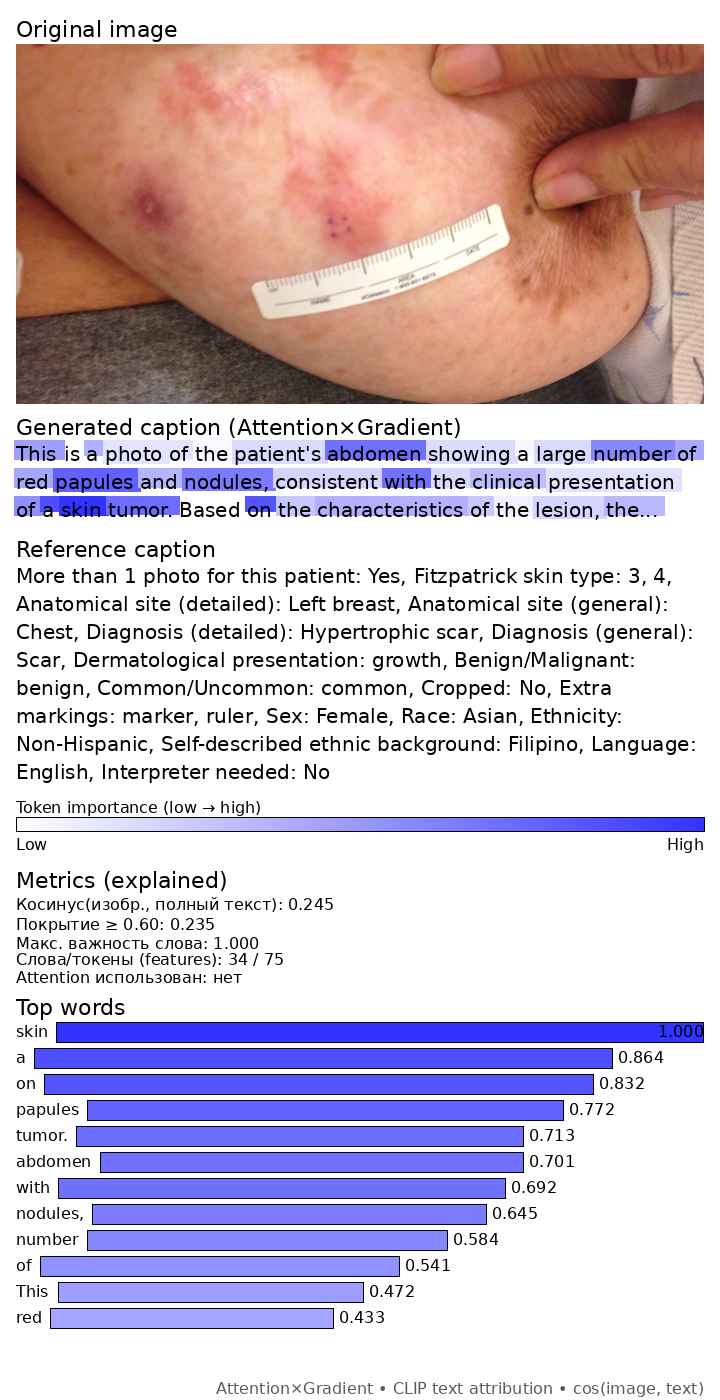 Original image
NAME
AREA
DATE
Generated caption (Attention×Gradient)
This is a photo of the patient's abdomen showing a large number of
red papules and nodules, consistent with the clinical presentation
of a skin tumor. Based on the characteristics of the lesion, the...
Reference caption
More than 1 photo for this patient: Yes, Fitzpatrick skin type: 3, 4,
Anatomical site (detailed): Left breast, Anatomical site (general):
Chest, Diagnosis (detailed): Hypertrophic scar, Diagnosis (general):
Scar, Dermatological presentation: growth, Benign/Malignant:
benign, Common/Uncommon: common, Cropped: No, Extra
markings: marker, ruler, Sex: Female, Race: Asian, Ethnicity:
Non-Hispanic, Self-described ethnic background: Filipino, Language:
English, Interpreter needed: No
Token importance (low → high)
Low High
Metrics (explained)
Косинус(изобр., полный текст): 0.245
Покрытие ≥ 0.60: 0.235
Макс. важность слова: 1.000
Слова/токены (features): 34 / 75
Attention использован: нет
Top words
skin 1.000
a 0.864
on 0.832
papules 0.772
tumor. 0.713
abdomen 0.701
with 0.692
nodules, 0.645
number 0.584
of 0.541
This 0.472
red 0.433
Attention×Gradient • CLIP text attribution • cos(image, text)